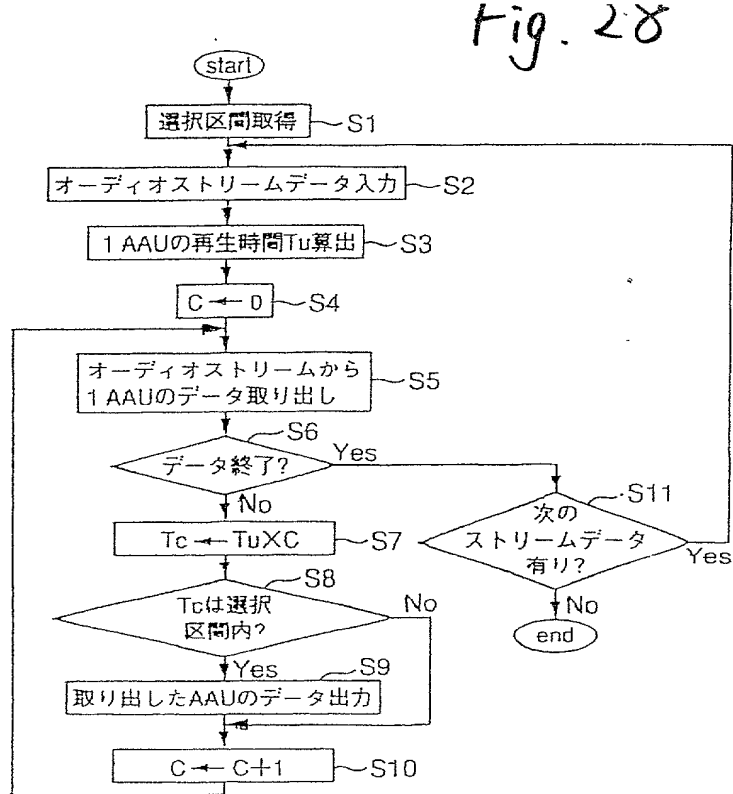 Fig. 28
start
選択区間取得
S1
オーディオストリームデータ入力
S2
1 AAUの再生時間Tu算出
S3
C ← 0
S4
オーディオストリームから
1 AAUのデータ取り出し
S5
S6
データ終了?
Yes
No
S11
次の
ストリームデータ
有り?
Yes
No
end
Tc ← Tu×C
S7
S8
Tcは選択
区間内?
No
Yes
S9
取り出したAAUのデータ出力
C ← C+1
S10